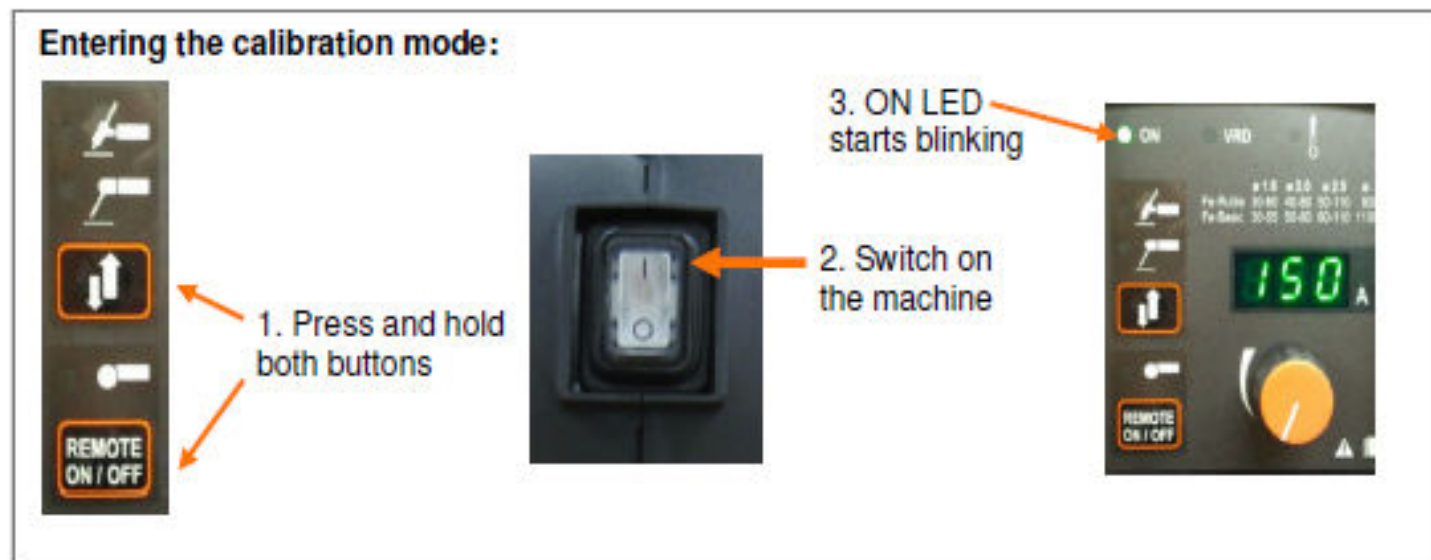 Entering the calibration mode:
1. Press and hold
both buttons
REMOTE
ON / OFF
2. Switch on
the machine
3. ON LED
starts blinking
ON VRD
150 A
REMOTE
ON / OFF